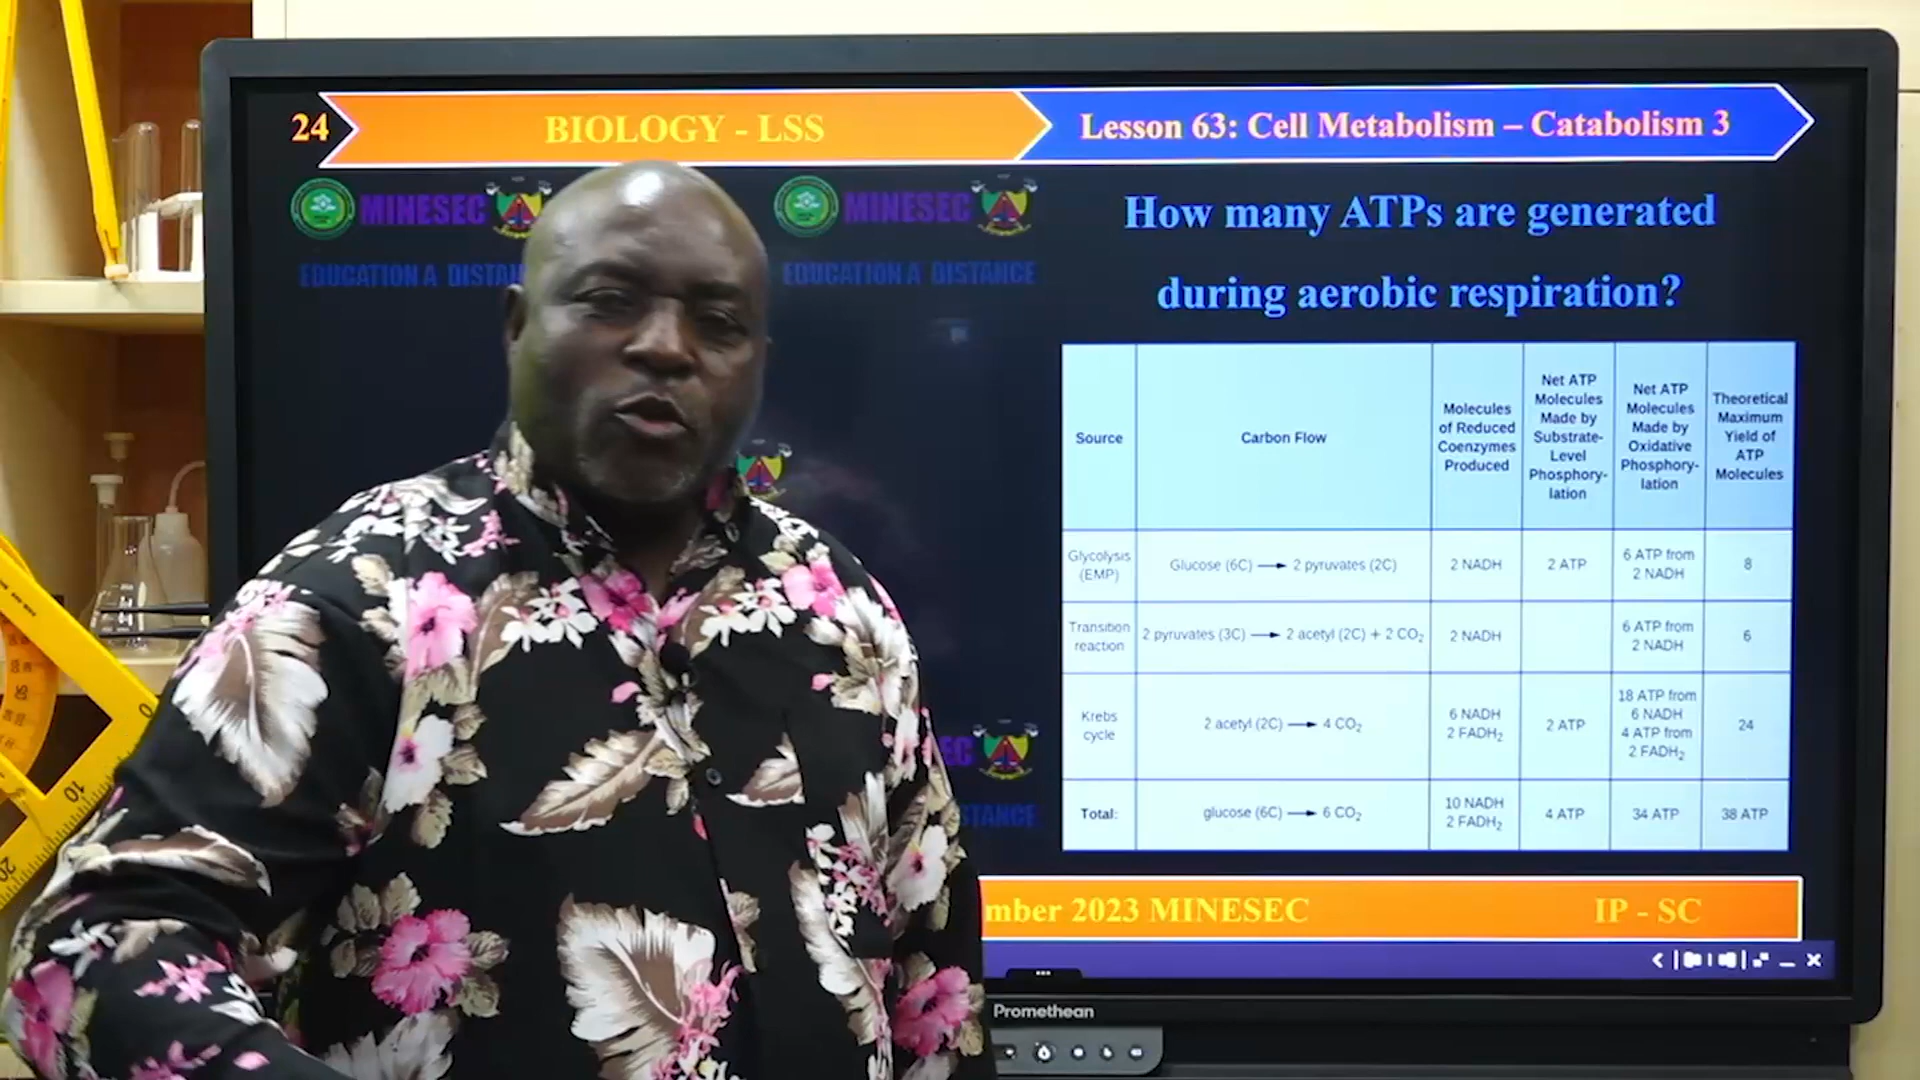 24
BIOLOGY - LSS
Lesson 63: Cell Metabolism – Catabolism 3
MINESEC
MINESEC
EDUCATION A
EDUCATION A DISTANCE
How many ATPs are generated
during aerobic respiration?
Source
Carbon Flow
Molecules
of Reduced
Coenzymes
Produced
Net ATP
Molecules
Made by
Substrate-
Level
Phosphory-
lation
Net ATP
Molecules
Made by
Oxidative
Phosphory-
lation
Theoretical
Maximum
Yield of
ATP
Molecules
Glycolysis
(EMP)
Glucose (6C) → 2 pyruvates (2C)
2 NADH
2 ATP
6 ATP from
2 NADH
8
Transition
reaction
2 pyruvates (3C) → 2 acetyl (2C) + 2 CO₂
2 NADH
6 ATP from
2 NADH
6
Krebs
cycle
2 acetyl (2C) → 4 CO₂
6 NADH
2 FADH₂
2 ATP
18 ATP from
6 NADH
4 ATP from
2 FADH₂
24
Total:
glucose (6C) → 6 CO₂
10 NADH
2 FADH₂
4 ATP
34 ATP
38 ATP
EC
TANCE
mber 2023 MINESEC
IP - SC
Promethean
0
10
20